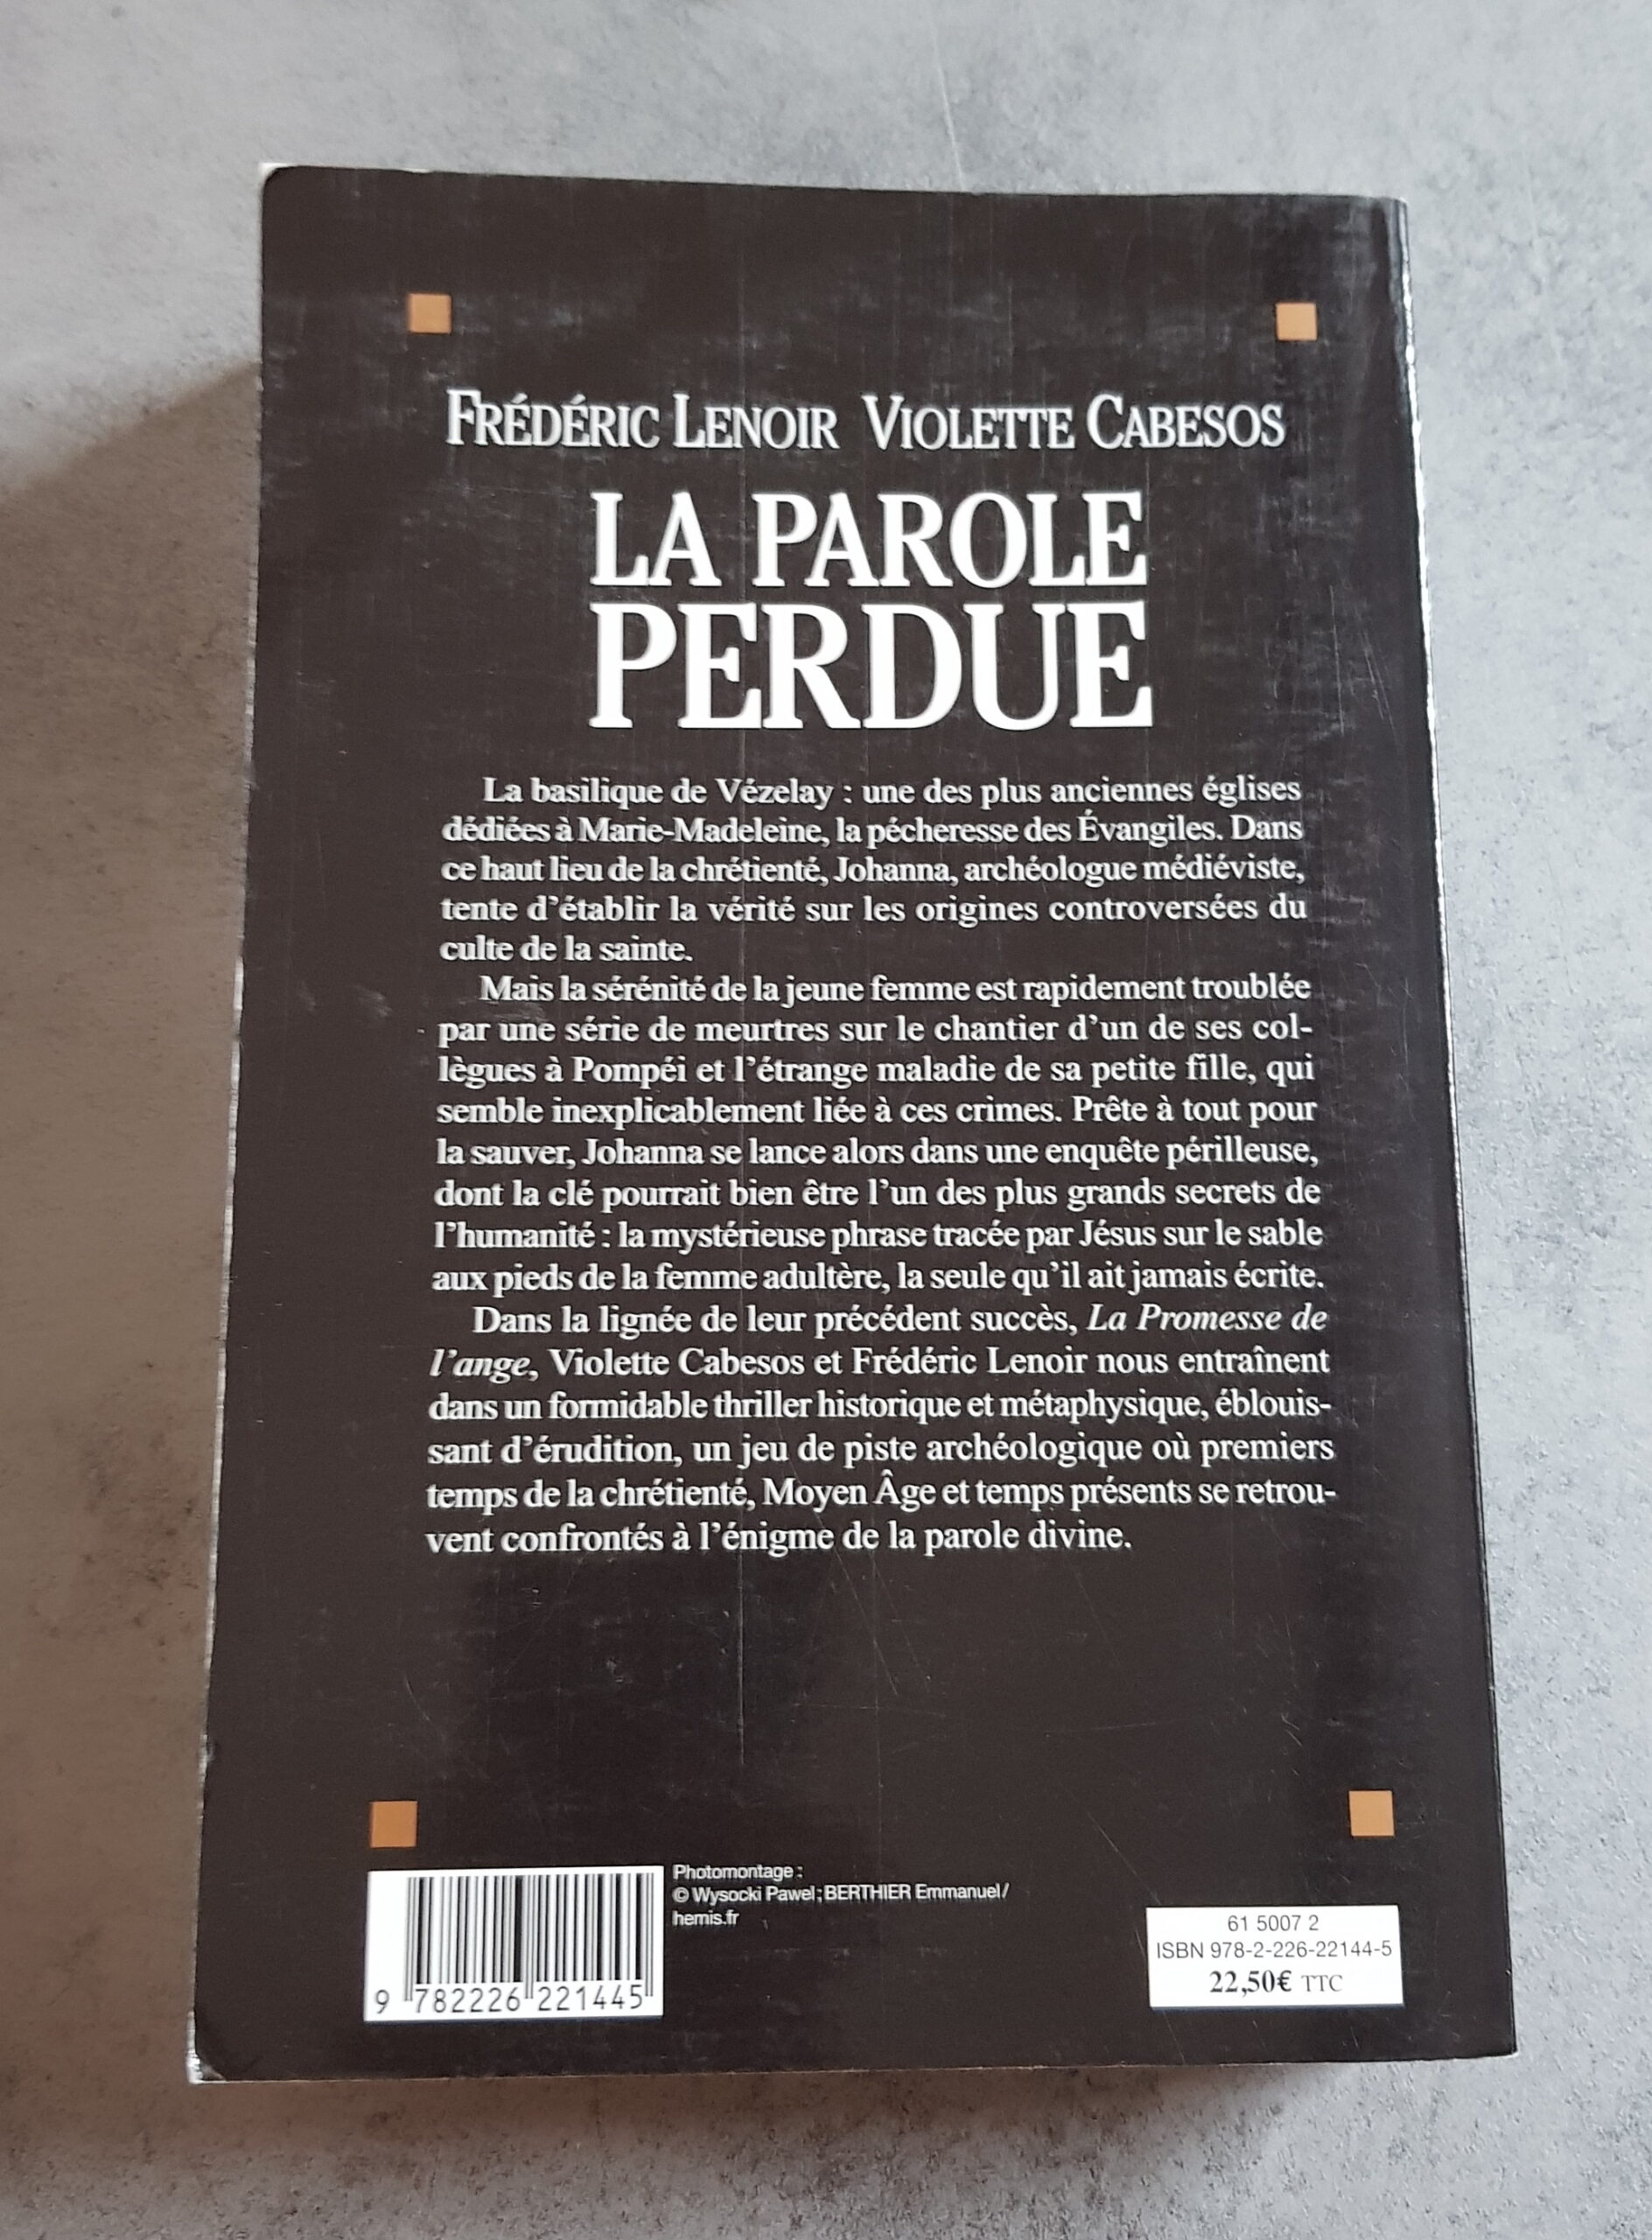 FRÉDÉRIC LENOIR VIOLETTE CABESOS
LA PAROLE
PERDUE
La basilique de Vézelay : une des plus anciennes églises
dédiées à Marie-Madeleine, la pécheresse des Évangiles. Dans
ce haut lieu de la chrétienté, Johanna, archéologue médiéviste,
tente d'établir la vérité sur les origines controversées du
culte de la sainte.
Mais la sérénité de la jeune femme est rapidement troublée
par une série de meurtres sur le chantier d'un de ses col-
lègues à Pompéi et l'étrange maladie de sa petite fille, qui
semble inexplicablement liée à ces crimes. Prête à tout pour
la sauver, Johanna se lance alors dans une enquête périlleuse,
dont la clé pourrait bien être l'un des plus grands secrets de
l'humanité : la mystérieuse phrase tracée par Jésus sur le sable
aux pieds de la femme adultère, la seule qu'il ait jamais écrite.
Dans la lignée de leur précédent succès, La Promesse de
l'ange, Violette Cabesos et Frédéric Lenoir nous entraînent
dans un formidable thriller historique et métaphysique, éblouis-
sant d'érudition, un jeu de piste archéologique où premiers
temps de la chrétienté, Moyen Âge et temps présents se retrou-
vent confrontés à l'énigme de la parole divine.
Photomontage :
© Wysocki Pawel ; BERTHIER Emmanuel /
hemis.fr
9 782226 221445
61 5007 2
ISBN 978-2-226-22144-5
22,50€ TTC